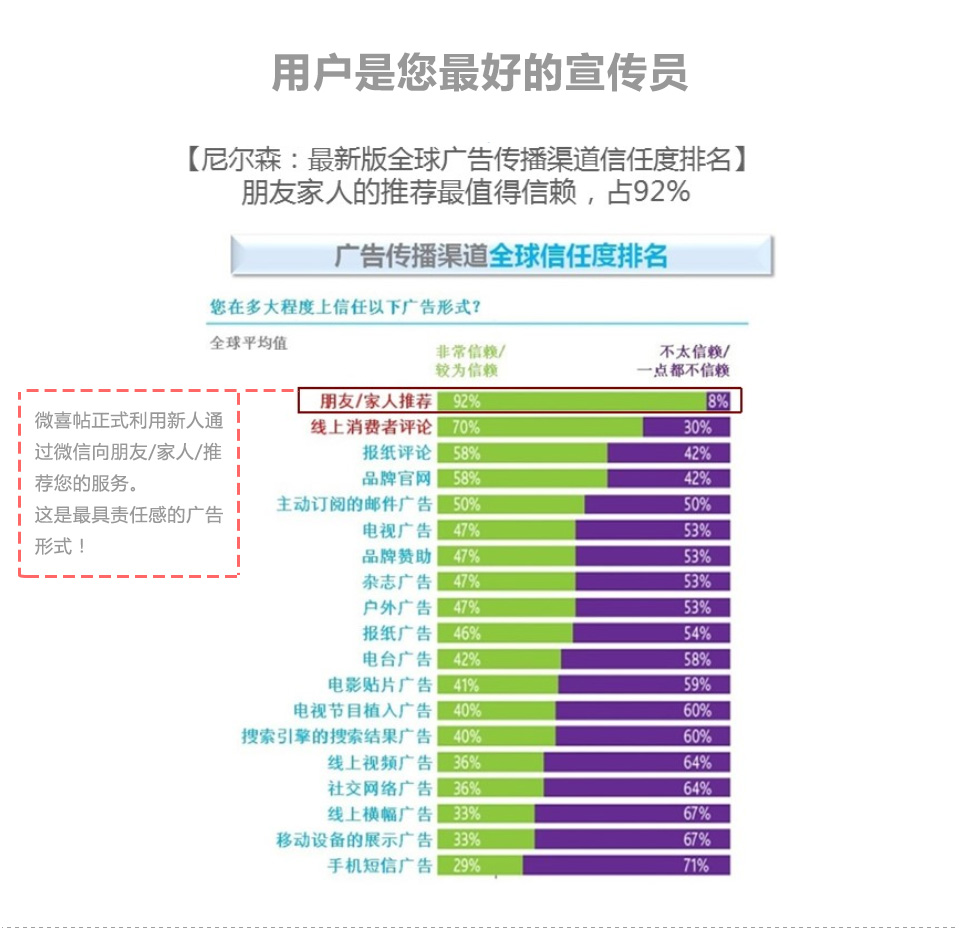 用户是您最好的宣传员
【尼尔森：最新版全球广告传播渠道信任度排名】
朋友家人的推荐最值得信赖，占92%
广告传播渠道全球信任度排名
您在多大程度上信任以下广告形式?
全球平均值
非常信赖/
较为信赖
不太信赖/
一点都不信赖
朋友/家人推荐 92% 8%
线上消费者评论 70% 30%
报纸评论 58% 42%
品牌官网 58% 42%
主动订阅的邮件广告 50% 50%
电视广告 47% 53%
品牌赞助 47% 53%
杂志广告 47% 53%
户外广告 47% 53%
报纸广告 46% 54%
电台广告 42% 58%
电影贴片广告 41% 59%
电视节目植入广告 40% 60%
搜索引擎的搜索结果广告 40% 60%
线上视频广告 36% 64%
社交网络广告 36% 64%
线上横幅广告 33% 67%
移动设备的展示广告 33% 67%
手机短信广告 29% 71%
微喜帖正式利用新人通
过微信向朋友/家人/推
荐您的服务。
这是最具责任感的广告
形式！